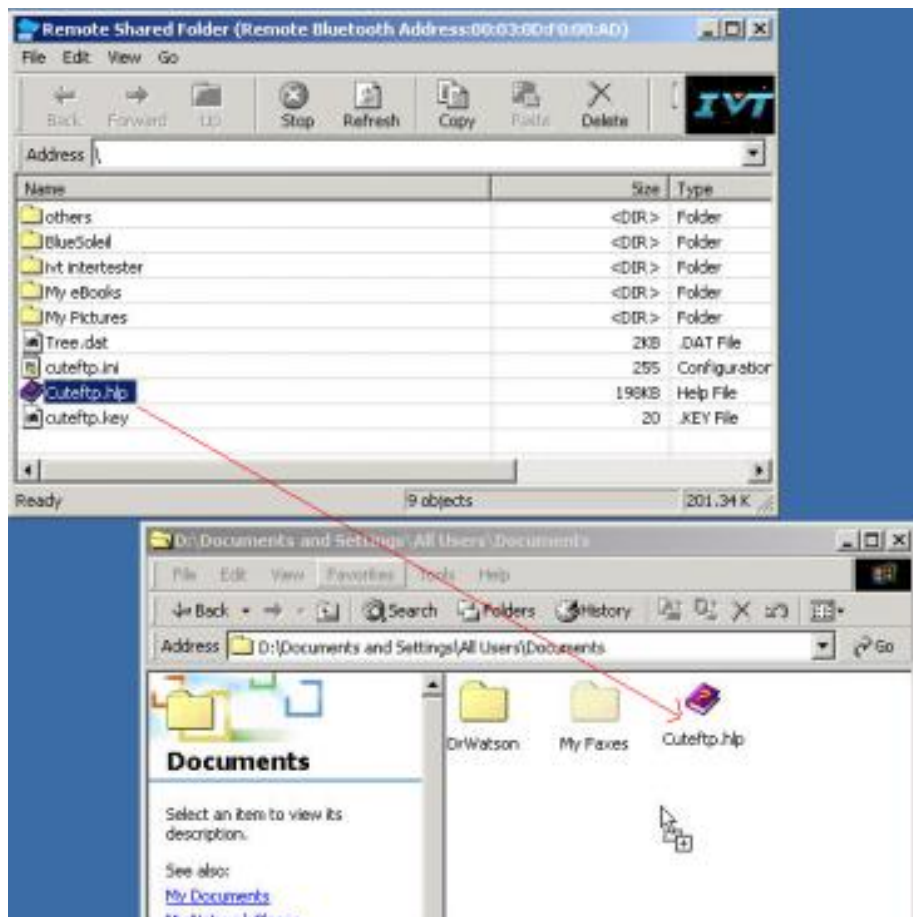 Remote Shared Folder (Remote Bluetooth Address:00:03:0D:F0:00:AD)
File Edit View Go
Back Forward Up Stop Refresh Copy Paste Delete IVT
Address \
Name Size Type
others <DIR> Folder
BlueSoleil <DIR> Folder
ivt intertester <DIR> Folder
My eBooks <DIR> Folder
My Pictures <DIR> Folder
Tree.dat 2KB .DAT File
cuteftp.ini 255 Configuration
Cuteftp.hlp 198KB Help File
cuteftp.key 20 .KEY File
Ready 9 objects 201.34 K
D:\Documents and Settings\All Users\Documents
File Edit View Favorites Tools Help
Back Search Folders History
Address D:\Documents and Settings\All Users\Documents Go
DrWatson My Faxes Cuteftp.hlp
Documents
Select an item to view its
description.
See also:
My Documents